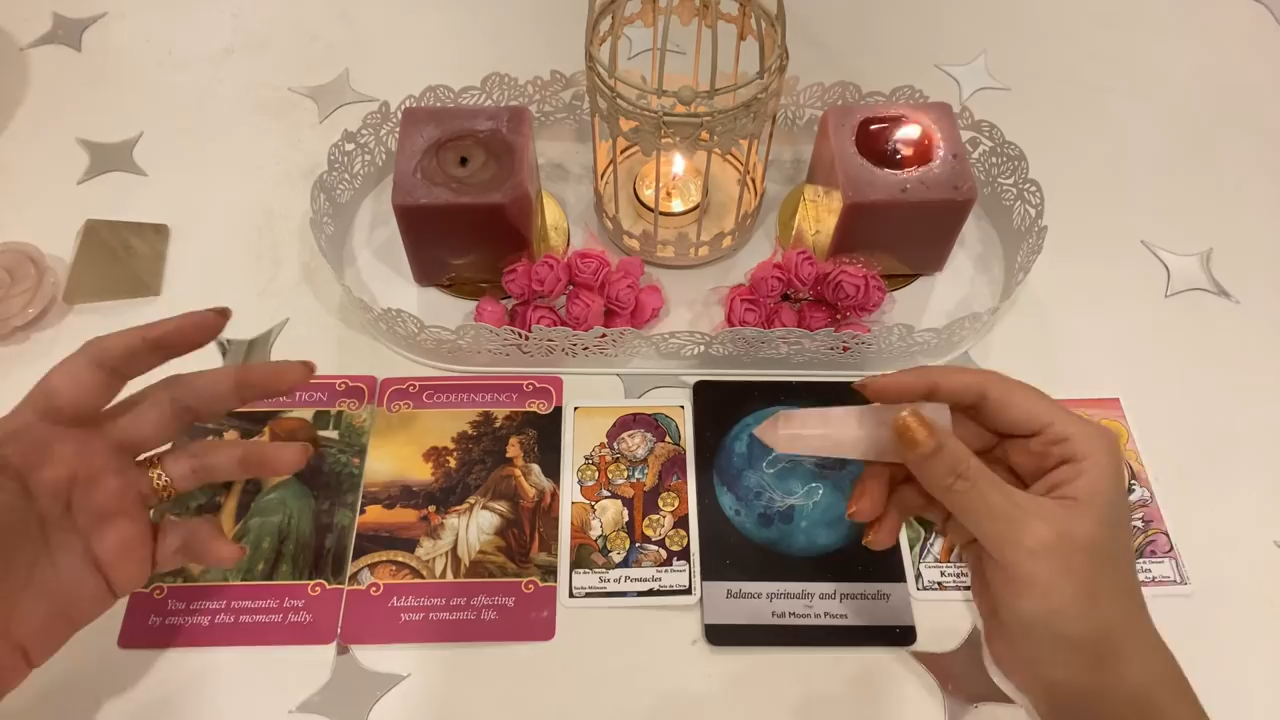 CODEPENDENCY
You attract romantic love
by enjoying this moment fully.
Addictions are affecting
your romantic life.
Six of Pentacles
Balance spirituality and practicality
Full Moon in Pisces
Knight